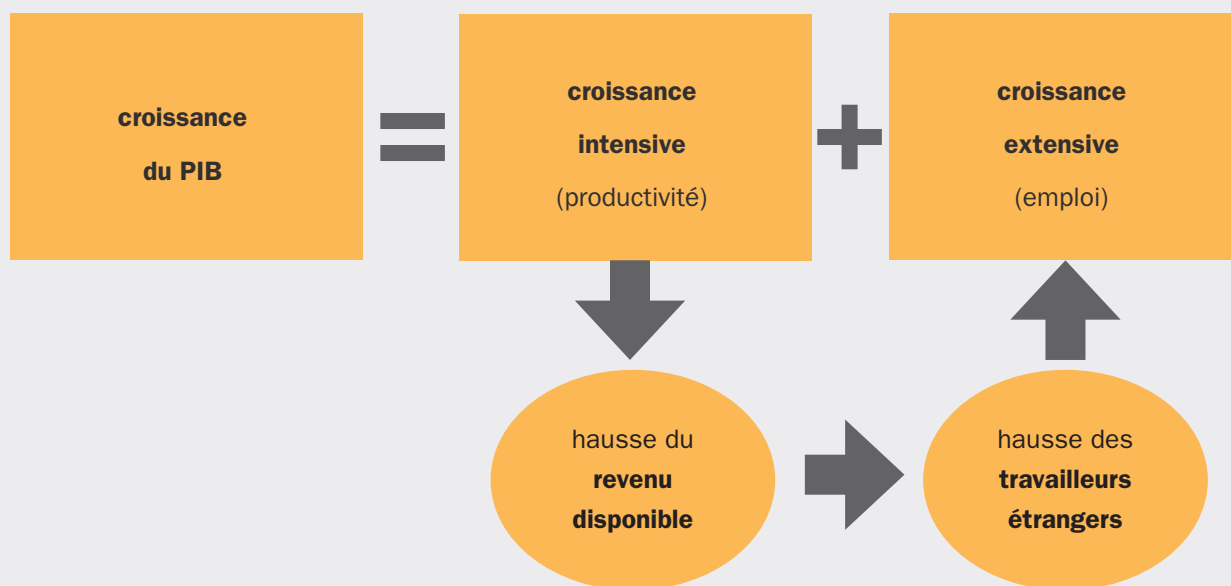 croissance
du PIB
=
croissance
intensive
(productivité)
+
croissance
extensive
(emploi)
hausse du
revenu
disponible
hausse des
travailleurs
étrangers